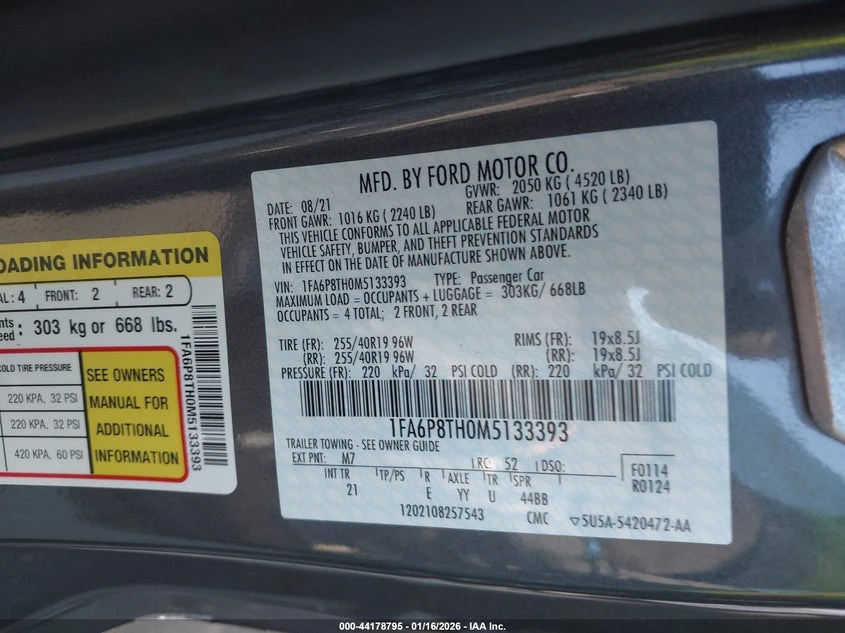 OADING INFORMATION
AL: 4 FRONT: 2 REAR: 2
nts
eed: 303 kg or 668 lbs.
COLD TIRE PRESSURE
220 KPA, 32 PSI
220 KPA, 32 PSI
420 KPA, 60 PSI
SEE OWNERS
MANUAL FOR
ADDITIONAL
INFORMATION
1FA6P8TH0M5133393
MFD. BY FORD MOTOR CO.
DATE: 08/21 GVWR: 2050 KG ( 4520 LB)
FRONT GAWR: 1016 KG ( 2240 LB) REAR GAWR: 1061 KG ( 2340 LB)
THIS VEHICLE CONFORMS TO ALL APPLICABLE FEDERAL MOTOR
VEHICLE SAFETY, BUMPER, AND THEFT PREVENTION STANDARDS
IN EFFECT ON THE DATE OF MANUFACTURE SHOWN ABOVE.
VIN: 1FA6P8TH0M5133393 TYPE: Passenger Car
MAXIMUM LOAD = OCCUPANTS + LUGGAGE = 303KG/ 668LB
OCCUPANTS = 4 TOTAL; 2 FRONT, 2 REAR
TIRE (FR): 255/40R19 96W RIMS (FR): 19x8.5J
(RR): 255/40R19 96W (RR): 19x8.5J
PRESSURE (FR): 220 kPa/ 32 PSI COLD (RR): 220 kPa/ 32 PSI COLD
1FA6P8TH0M5133393
TRAILER TOWING - SEE OWNER GUIDE
EXT PNT: M7 RC: 52 DSO: F0114
INT TR TP/PS R AXLE TR SPR R0124
21 E YY U 44BB
1202108257543 CMC 5U5A-5420472-AA
000-44178795 - 01/16/2026 - IAA Inc.